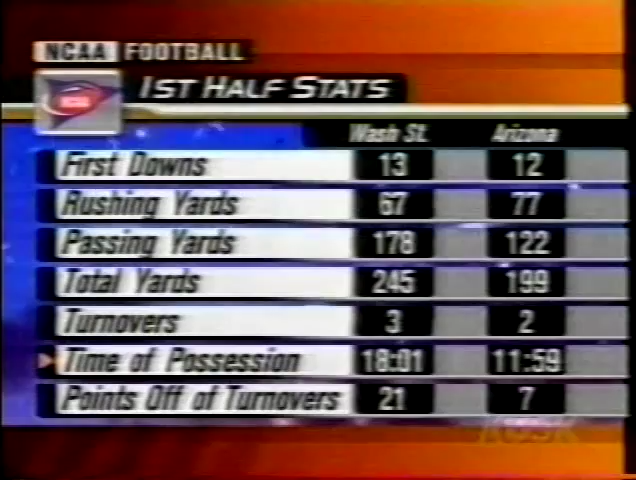 NCAA FOOTBALL
1ST HALF STATS
Wash St. Arizona
First Downs 13 12
Rushing Yards 67 77
Passing Yards 178 122
Total Yards 245 199
Turnovers 3 2
Time of Possession 18:01 11:59
Points Off of Turnovers 21 7